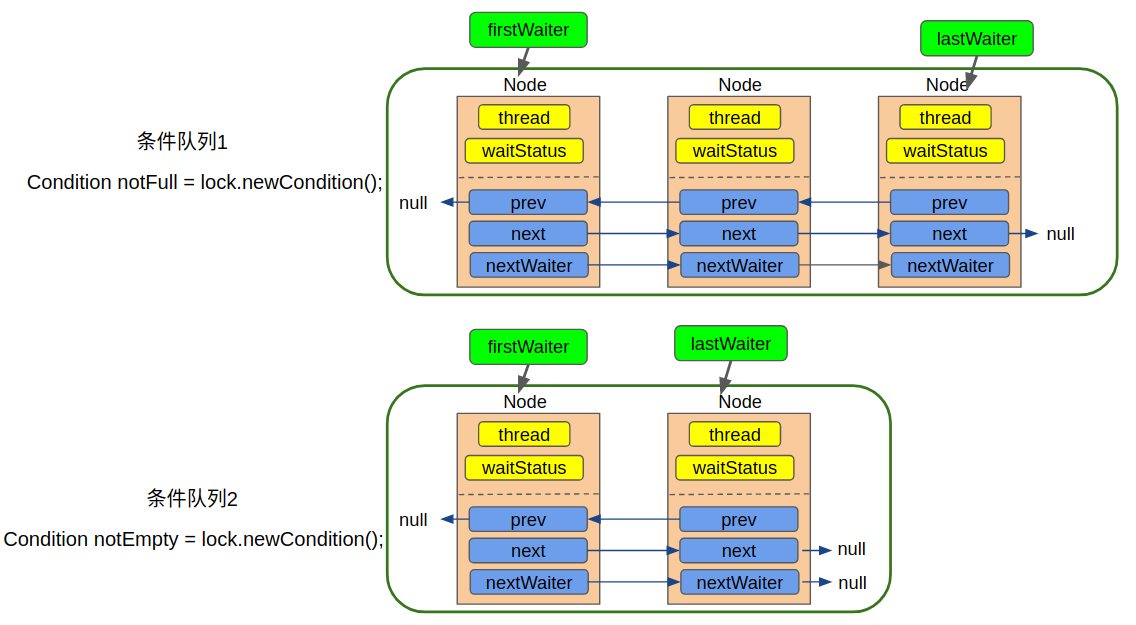 firstWaiter
lastWaiter
Node Node Node
thread thread thread
条件队列1
waitStatus waitStatus waitStatus
Condition notFull = lock.newCondition();
null prev prev prev
next next next null
nextWaiter nextWaiter nextWaiter
firstWaiter lastWaiter
Node Node
thread thread
waitStatus waitStatus
条件队列2
null prev prev
Condition notEmpty = lock.newCondition();
next next null
nextWaiter nextWaiter null